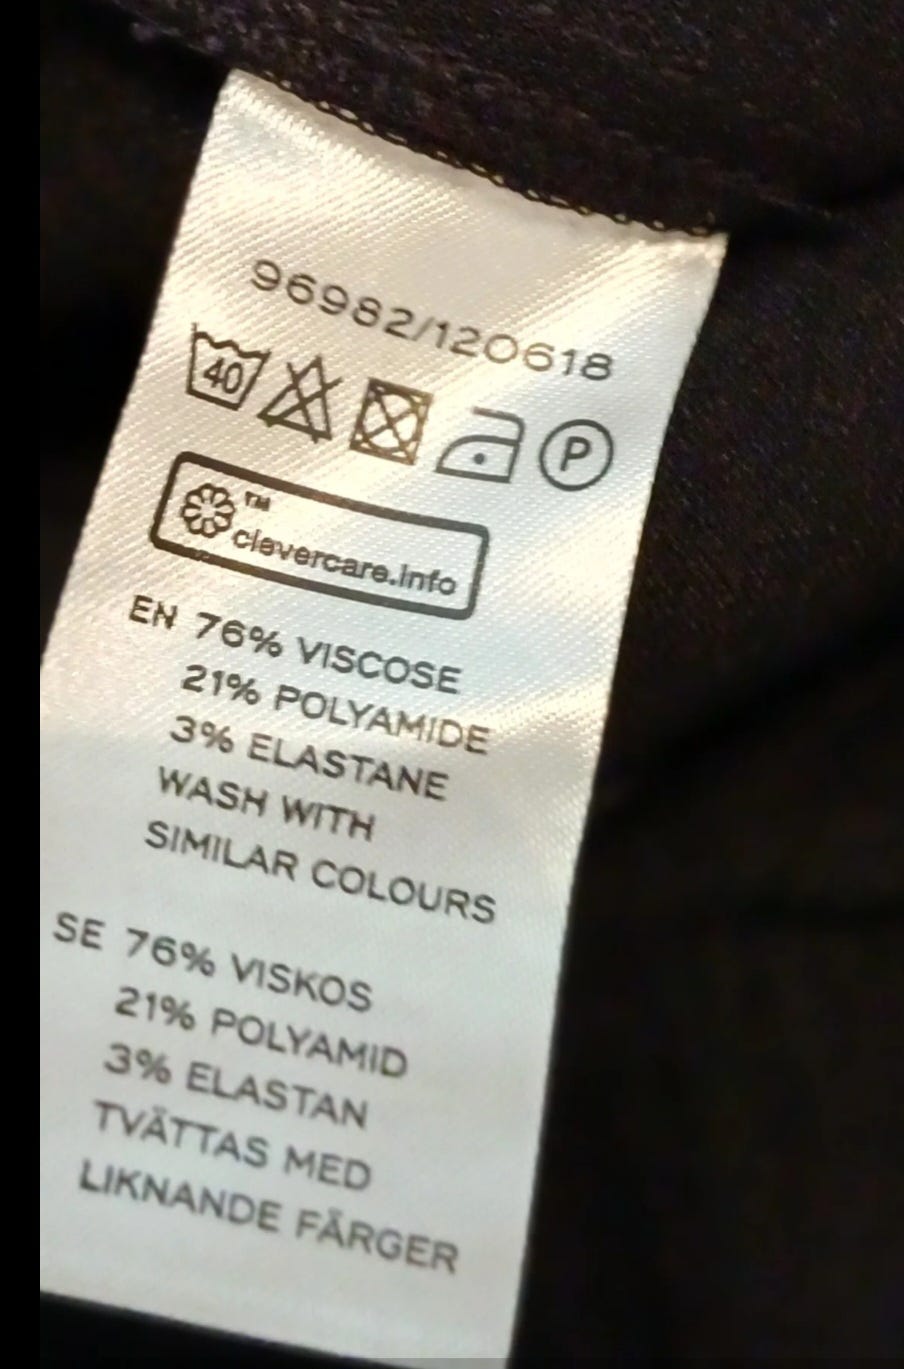 96982/120618
40 P
™
clevercare.info
EN 76% VISCOSE
21% POLYAMIDE
3% ELASTANE
WASH WITH
SIMILAR COLOURS
SE 76% VISKOS
21% POLYAMID
3% ELASTAN
TVÄTTAS MED
LIKNANDE FÄRGER